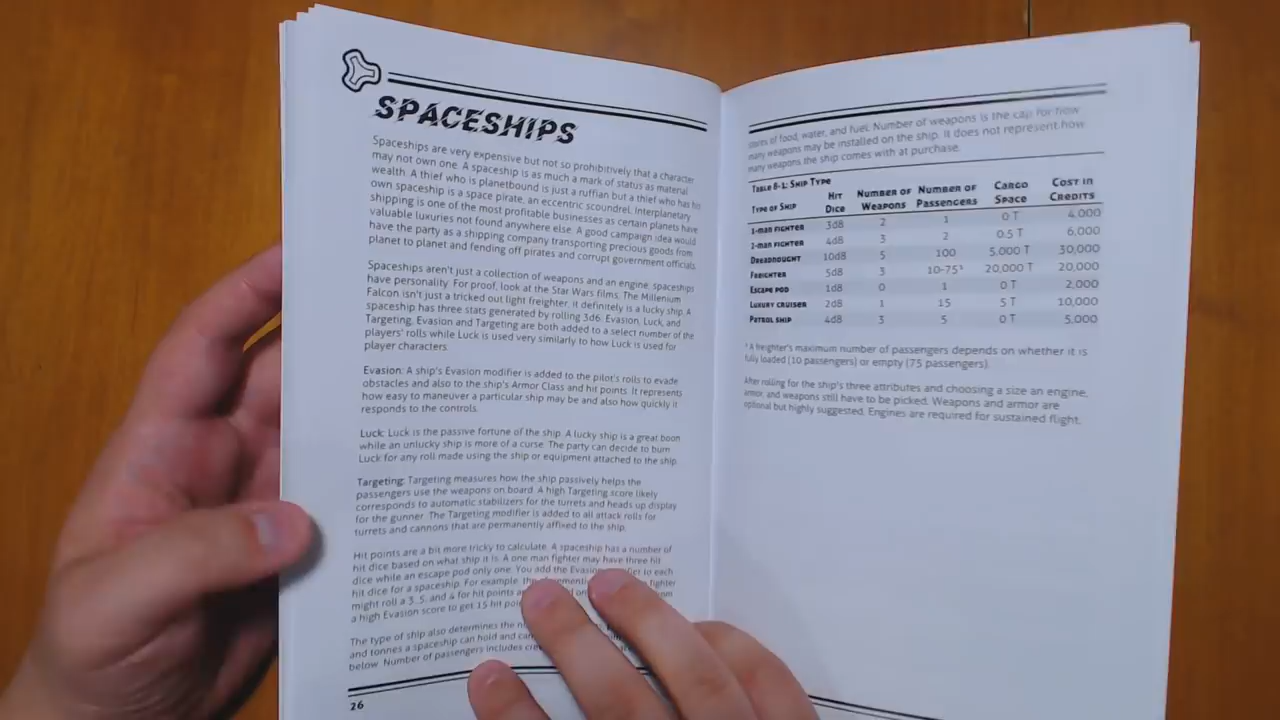 SPACESHIPS
Spaceships are very expensive but not so prohibitively that a character
may not own one. A spaceship is as much a mark of status as material
wealth. A thief who is planetbound is just a ruffian but a thief who has his
own spaceship is a space pirate, an eccentric scoundrel. Interplanetary
shipping is one of the most profitable businesses as certain planets have
valuable luxuries not found anywhere else. A good campaign idea would
have the party as a shipping company transporting precious goods from
planet to planet and fending off pirates and corrupt government officials.
Spaceships aren't just a collection of weapons and an engine, spaceships
have personality. For proof, look at the Star Wars films. The Millenium
Falcon isn't just a tricked out light freighter, it definitely is a lucky ship. A
spaceship has three stats generated by rolling 3d6: Evasion, Luck, and
Targeting. Evasion and Targeting are both added to a select number of the
players' rolls while Luck is used very similarly to how Luck is used for
player characters.
Evasion: A ship's Evasion modifier is added to the pilot's rolls to evade
obstacles and also to the ship's Armor Class and hit points. It represents
how easy to maneuver a particular ship may be and also how quickly it
responds to the controls.
Luck: Luck is the passive fortune of the ship. A lucky ship is a great boon
while an unlucky ship is more of a curse. The party can decide to burn
Luck for any roll made using the ship or equipment attached to the ship.
Targeting: Targeting measures how the ship passively helps the
passengers use the weapons on board. A high Targeting score likely
corresponds to automatic stabilizers for the turrets and heads up display
for the gunner. The Targeting modifier is added to all attack rolls for
turrets and cannons that are permanently affixed to the ship.
Hit points are a bit more tricky to calculate. A spaceship has a number of
hit dice based on what ship it is. A one man fighter may have three hit
dice while an escape pod only one. You add the Evasion modifier to each
hit dice for a spaceship. For example, the fighter
might roll a 3, 5, and 4 for hit points
a high Evasion score to get 15 hit
The type of ship also determines the
and tonnes a spaceship can hold and
below. Number of passengers includes
26
stores of food, water, and fuel. Number of weapons is the cap for how
many weapons may be installed on the ship. It does not represent how
many weapons the ship comes with at purchase.
Table 8-1: Ship Type
Type of Ship Hit Dice Number of Weapons Number of Passengers Cargo Space Cost in Credits
1-man Fighter 3d8 2 1 0 T 4,000
2-man Fighter 4d8 3 2 0.5 T 6,000
Dreadnought 10d8 5 100 5,000 T 30,000
Freighter 5d8 3 10-75¹ 20,000 T 20,000
Escape Pod 1d8 0 1 0 T 2,000
Luxury Cruiser 2d8 1 15 5 T 10,000
Patrol Ship 4d8 3 5 0 T 5,000
¹ A freighter's maximum number of passengers depends on whether it is
fully loaded (10 passengers) or empty (75 passengers).
After rolling for the ship's three attributes and choosing a size an engine,
armor, and weapons still have to be picked. Weapons and armor are
optional but highly suggested. Engines are required for sustained flight.